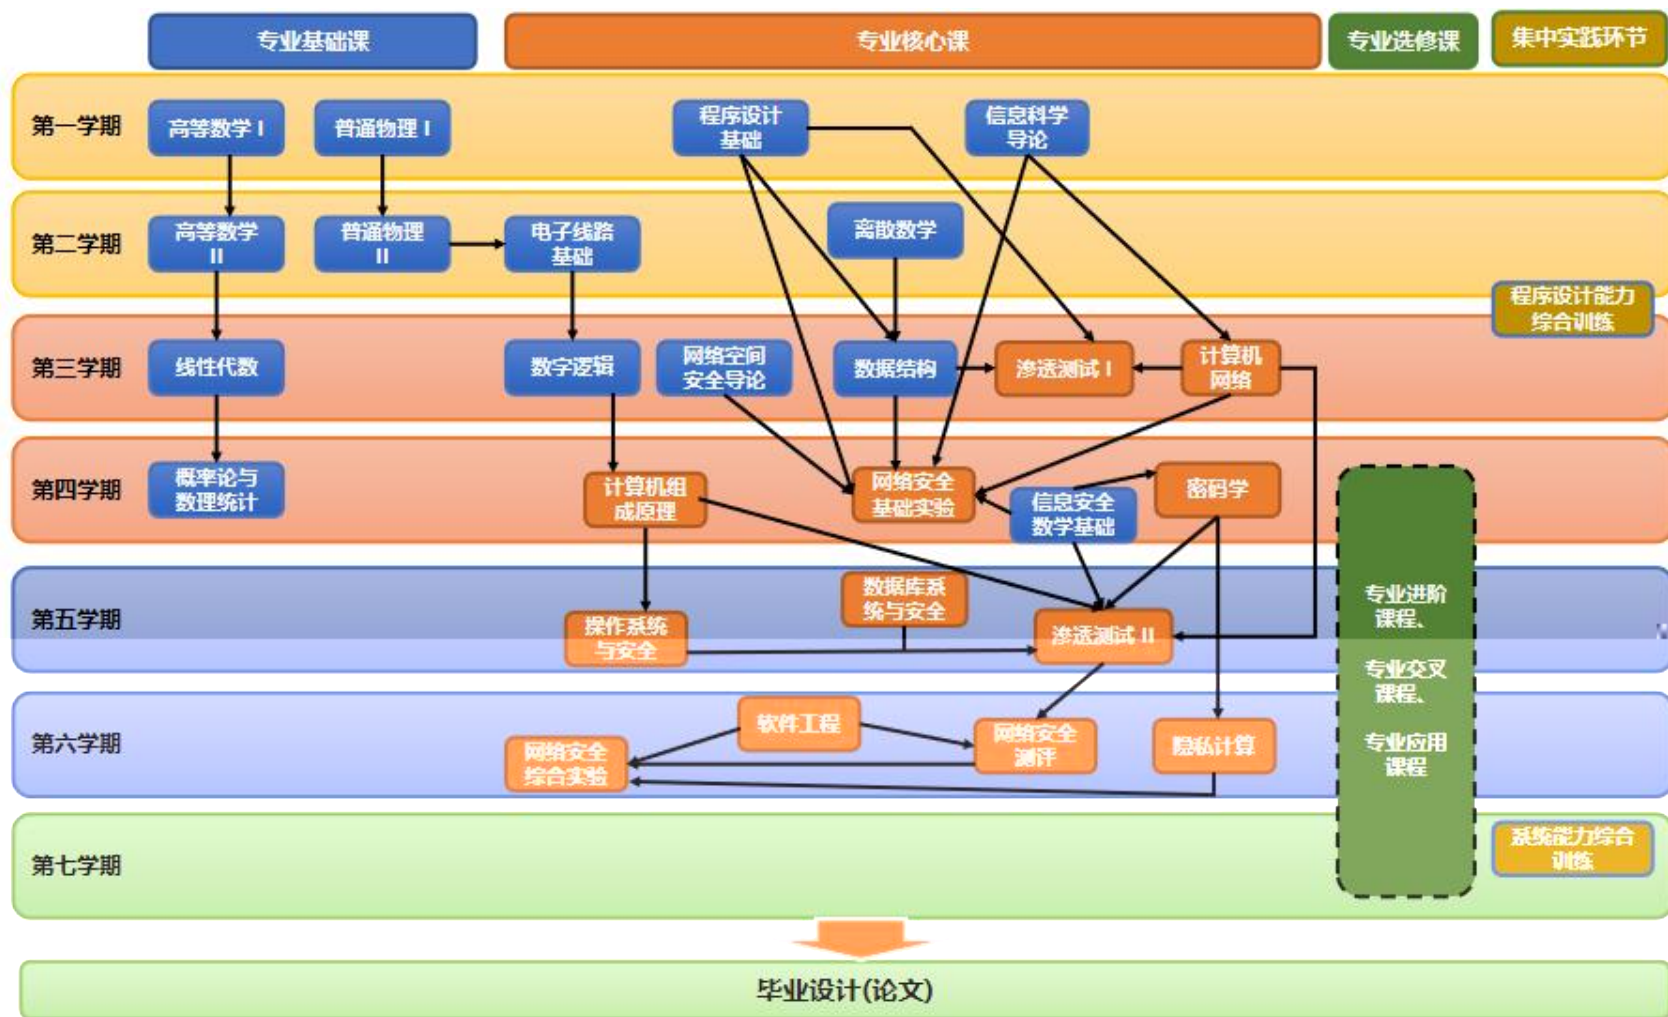 专业基础课
专业核心课
专业选修课
集中实践环节
第一学期
高等数学 I
普通物理 I
程序设计
基础
信息科学
导论
第二学期
高等数学
II
普通物理
II
电子线路
基础
离散数学
程序设计能力
综合训练
第三学期
线性代数
数字逻辑
网络空间
安全导论
数据结构
渗透测试 I
计算机
网络
第四学期
概率论与
数理统计
计算机组
成原理
网络安全
基础实验
信息安全
数学基础
密码学
第五学期
操作系统
与安全
数据库系
统与安全
渗透测试 II
专业进阶
课程、
专业交叉
课程、
专业应用
课程
第六学期
网络安全
综合实验
软件工程
网络安全
测评
隐私计算
第七学期
系统能力综合
训练
毕业设计(论文)